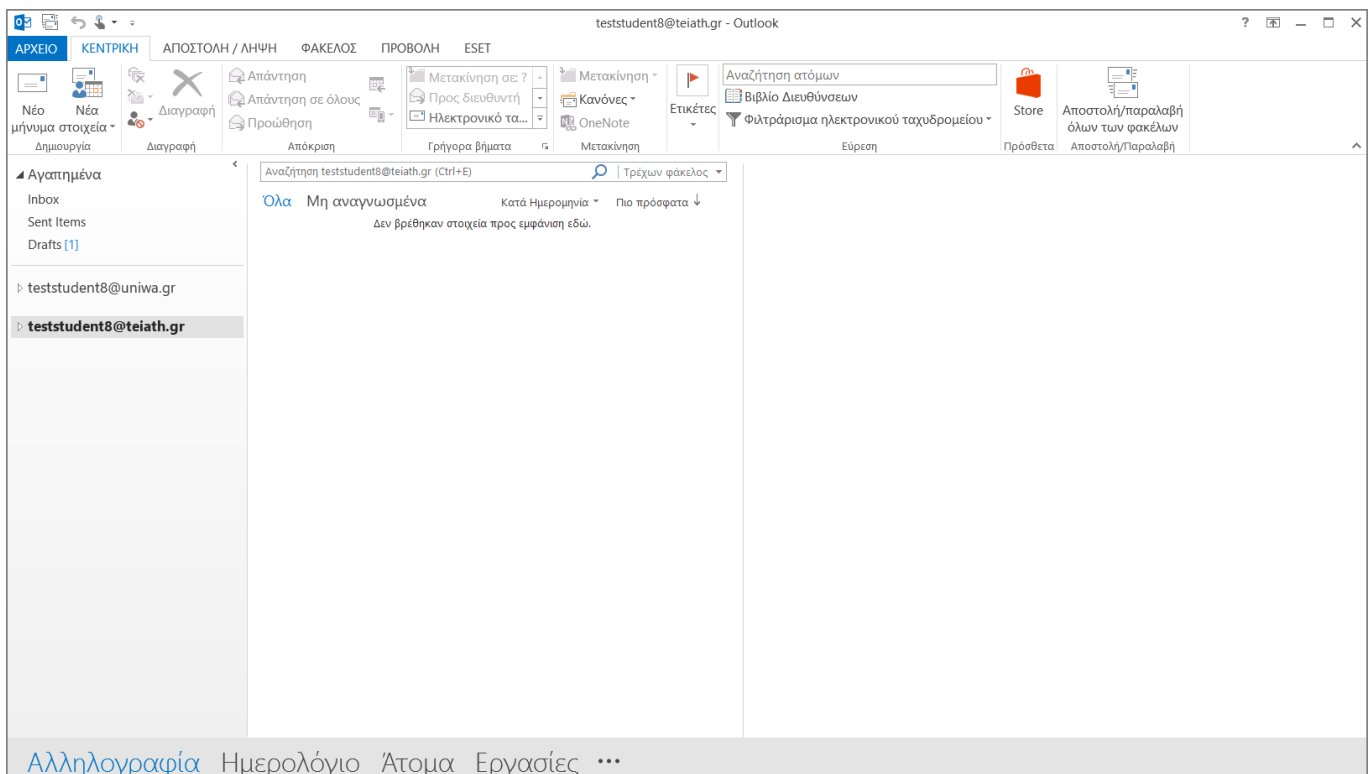 teststudent8@teiath.gr - Outlook
ΑΡΧΕΙΟ ΚΕΝΤΡΙΚΗ ΑΠΟΣΤΟΛΗ / ΛΗΨΗ ΦΑΚΕΛΟΣ ΠΡΟΒΟΛΗ ESET
Νέο μήνυμα
Νέα στοιχεία
Δημιουργία
Διαγραφή
Διαγραφή
Απάντηση
Απάντηση σε όλους
Προώθηση
Απόκριση
Μετακίνηση σε: ?
Προς διευθυντή
Ηλεκτρονικό τα...
Γρήγορα βήματα
Μετακίνηση
Κανόνες
OneNote
Μετακίνηση
Ετικέτες
Αναζήτηση ατόμων
Βιβλίο Διευθύνσεων
Φιλτράρισμα ηλεκτρονικού ταχυδρομείου
Εύρεση
Store
Πρόσθετα
Αποστολή/παραλαβή
όλων των φακέλων
Αποστολή/Παραλαβή
Αγαπημένα
Inbox
Sent Items
Drafts [1]
teststudent8@uniwa.gr
teststudent8@teiath.gr
Αναζήτηση teststudent8@teiath.gr (Ctrl+E) Τρέχων φάκελος
Όλα Μη αναγνωσμένα Κατά Ημερομηνία Πιο πρόσφατα
Δεν βρέθηκαν στοιχεία προς εμφάνιση εδώ.
Αλληλογραφία Ημερολόγιο Άτομα Εργασίες ···